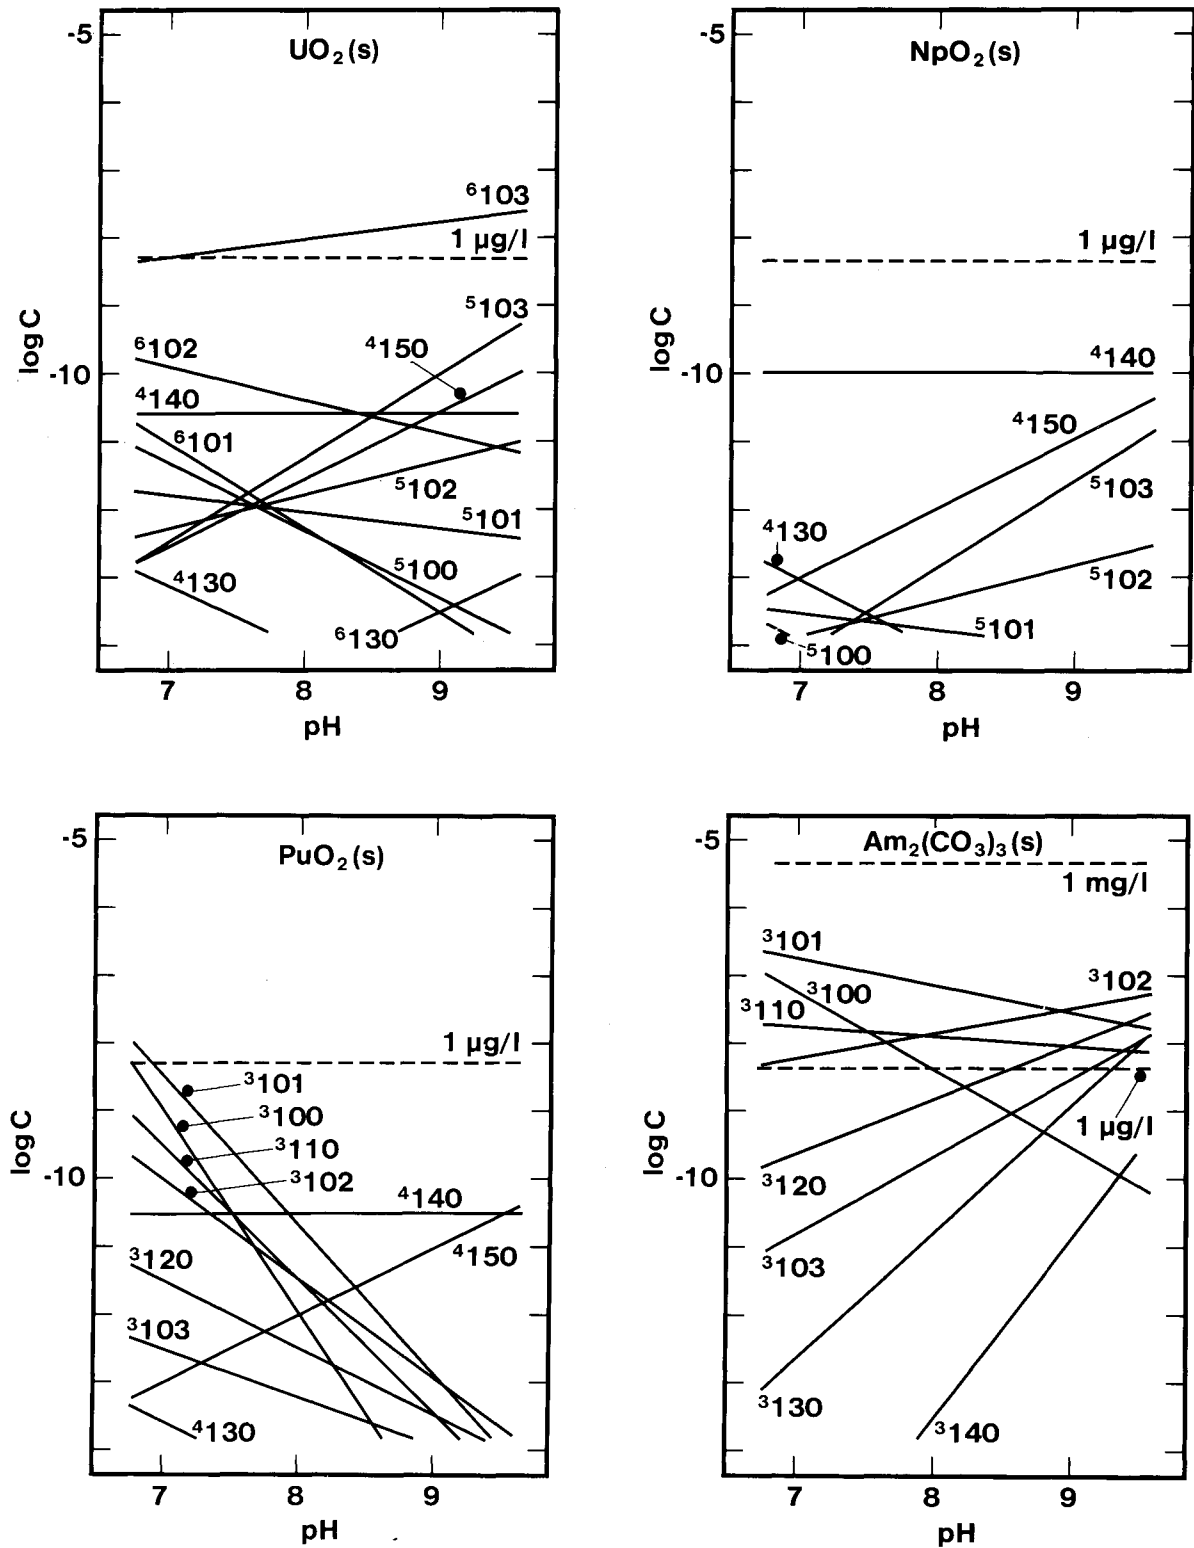 UO₂(s)
-5
⁶103
1 µg/l
⁵103
⁴150
⁶102
-10
⁴140
⁶101
⁵102
⁵101
⁵100
⁴130
⁶130
log C
7 8 9
pH
NpO₂(s)
-5
1 µg/l
-10
⁴140
⁴150
⁵103
⁴130
⁵102
⁵101
⁵100
log C
7 8 9
pH
PuO₂(s)
-5
1 µg/l
³101
³100
³110
³102
-10
⁴140
⁴150
³120
³103
⁴130
log C
7 8 9
pH
Am₂(CO₃)₃(s)
-5
1 mg/l
³101
³102
³100
³110
1 µg/l
-10
³120
³103
³130
³140
log C
7 8 9
pH